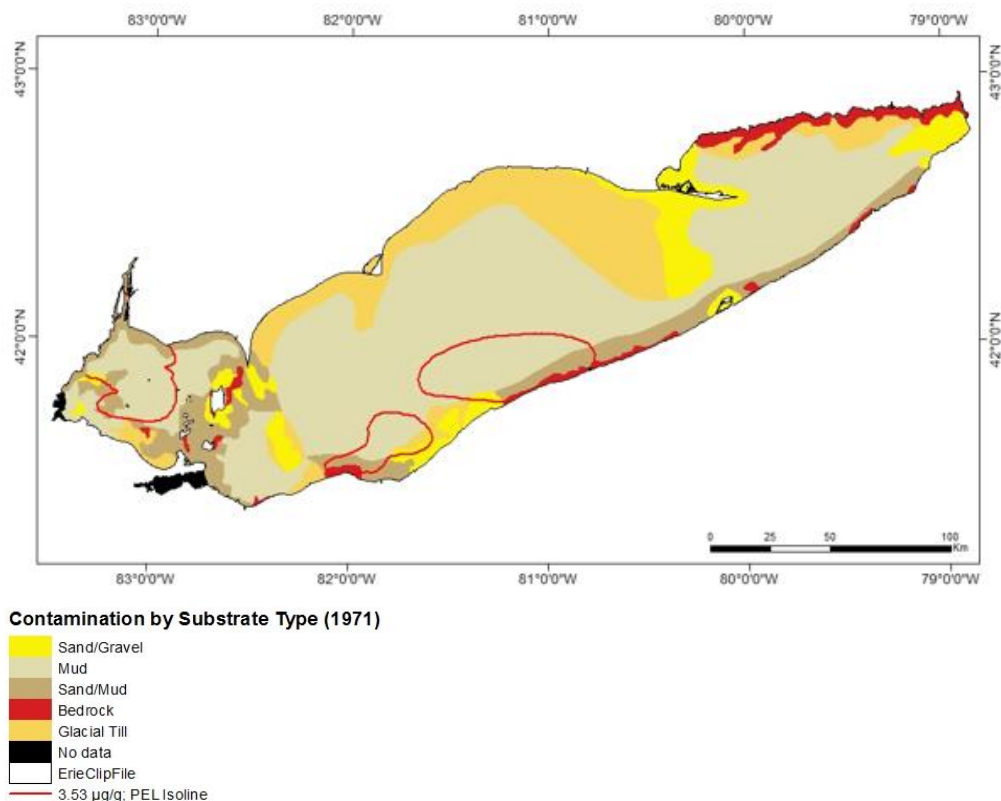 83°0'0"W 82°0'0"W 81°0'0"W 80°0'0"W 79°0'0"W
43°0'0"N 43°0'0"N
42°0'0"N 42°0'0"N
0 25 50 100
Km
83°0'0"W 82°0'0"W 81°0'0"W 80°0'0"W 79°0'0"W
Contamination by Substrate Type (1971)
Sand/Gravel
Mud
Sand/Mud
Bedrock
Glacial Till
No data
ErieClipFile
3.53 µg/g; PEL Isoline